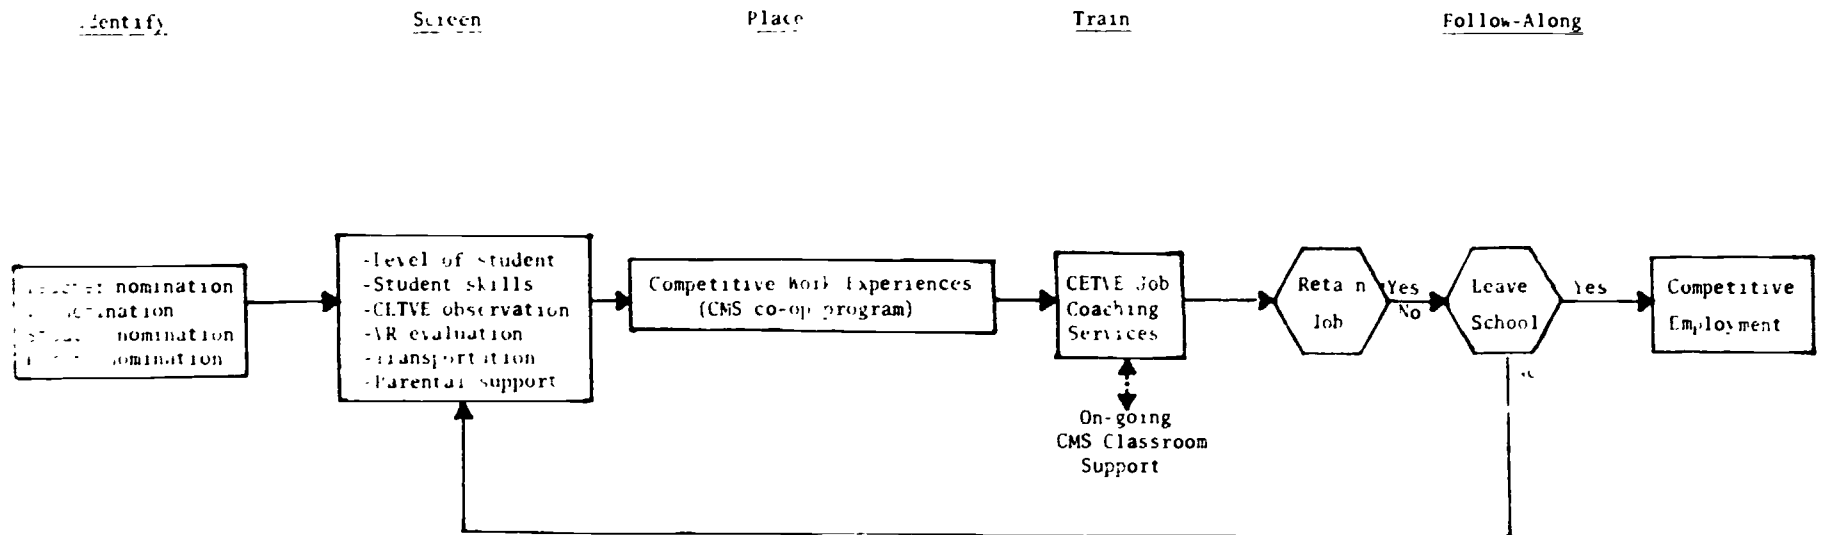 Screen
Place
Train
Follow-Along
nomination
nomination
-Level of student
-Student skills
-CETVE observation
-VR evaluation
-Transportation
-Parental support
Competitive Work Experiences
(CMS co-op program)
CETVE Job
Coaching
Services
On-going
CMS Classroom
Support
Retain
Job
Yes
No
Leave
School
Yes
Competitive
Employment